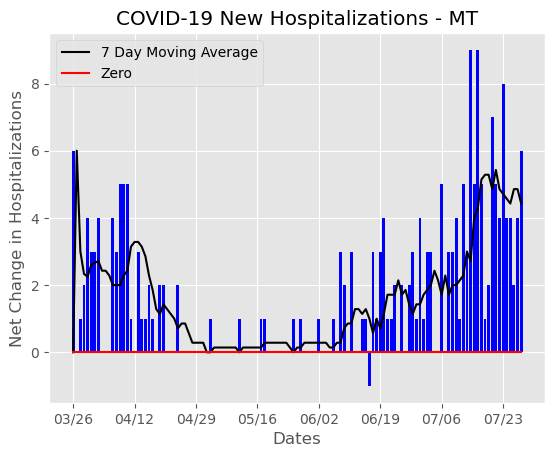 COVID-19 New Hospitalizations - MT
7 Day Moving Average
Zero
Net Change in Hospitalizations
8
6
4
2
0
03/26 04/12 04/29 05/16 06/02 06/19 07/06 07/23
Dates